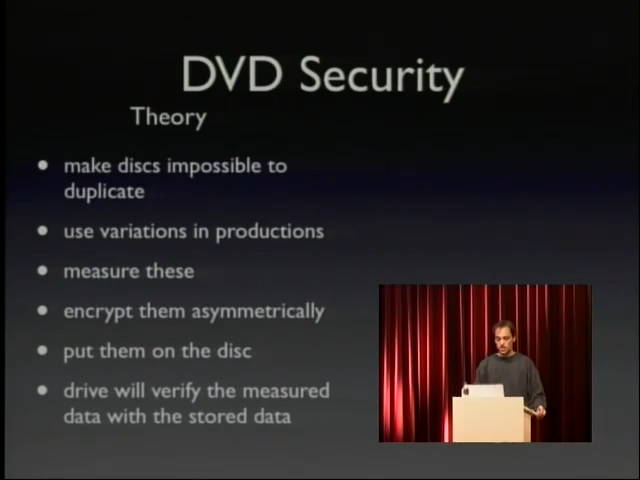 DVD Security
Theory
make discs impossible to
duplicate
use variations in productions
measure these
encrypt them asymmetrically
put them on the disc
drive will verify the measured
data with the stored data